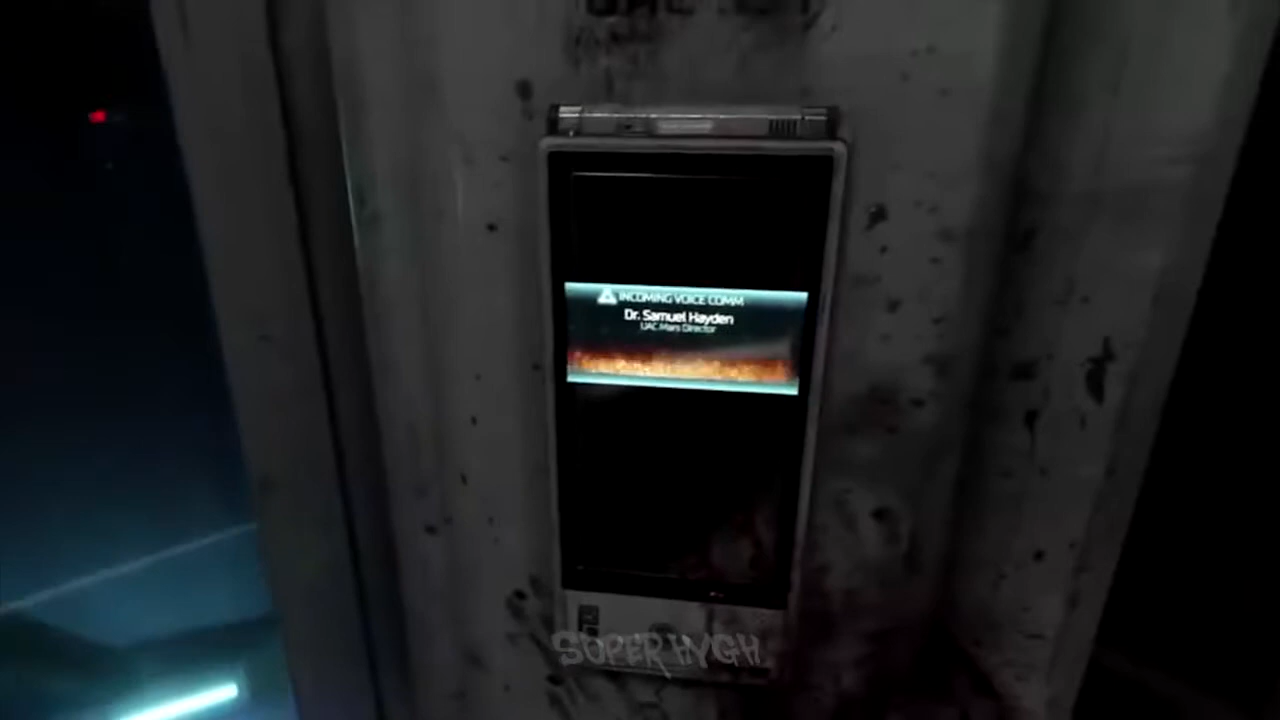 INCOMING VOICE COMM
Dr. Samuel Hayden
UAC Mars Director
SUPER HYGH